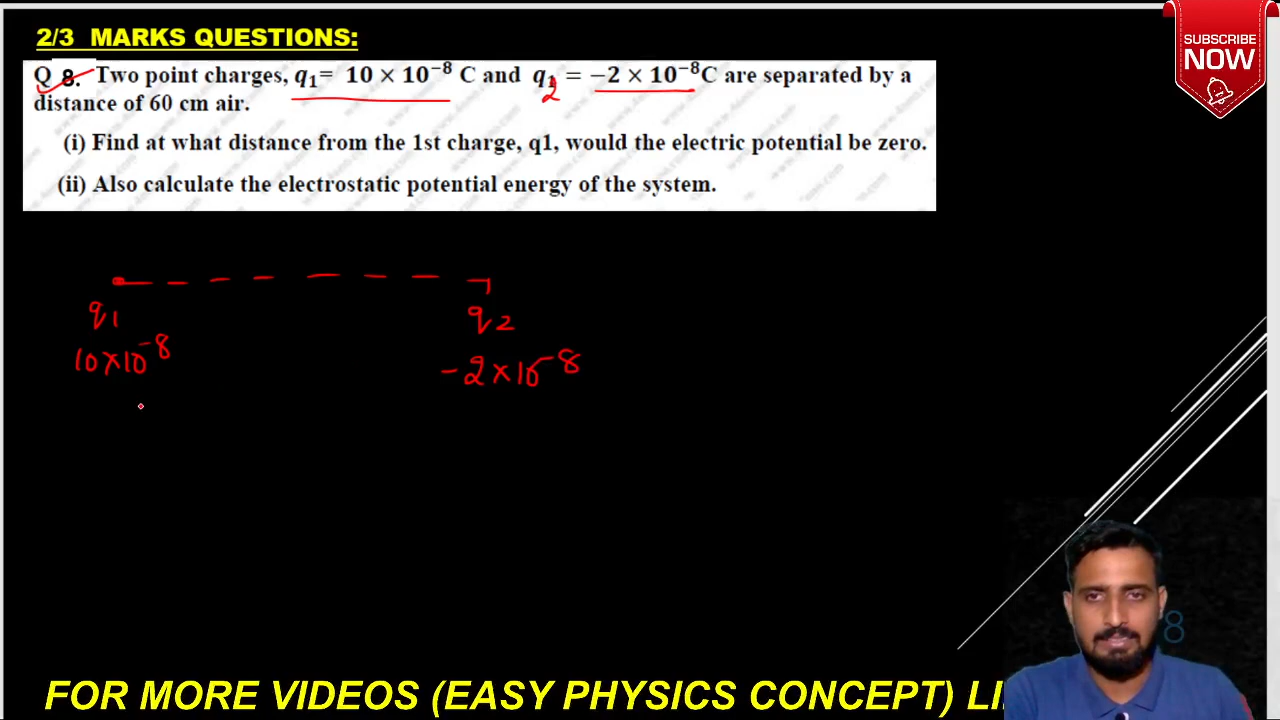 2/3 MARKS QUESTIONS:
SUBSCRIBE
NOW
Q 8. Two point charges, q₁= 10 × 10⁻⁸ C and q₂ = −2 × 10⁻⁸C are separated by a
distance of 60 cm air.
(i) Find at what distance from the 1st charge, q1, would the electric potential be zero.
(ii) Also calculate the electrostatic potential energy of the system.
q1 q2
10×10⁻⁸ -2×10⁻⁸
8
FOR MORE VIDEOS (EASY PHYSICS CONCEPT) LI